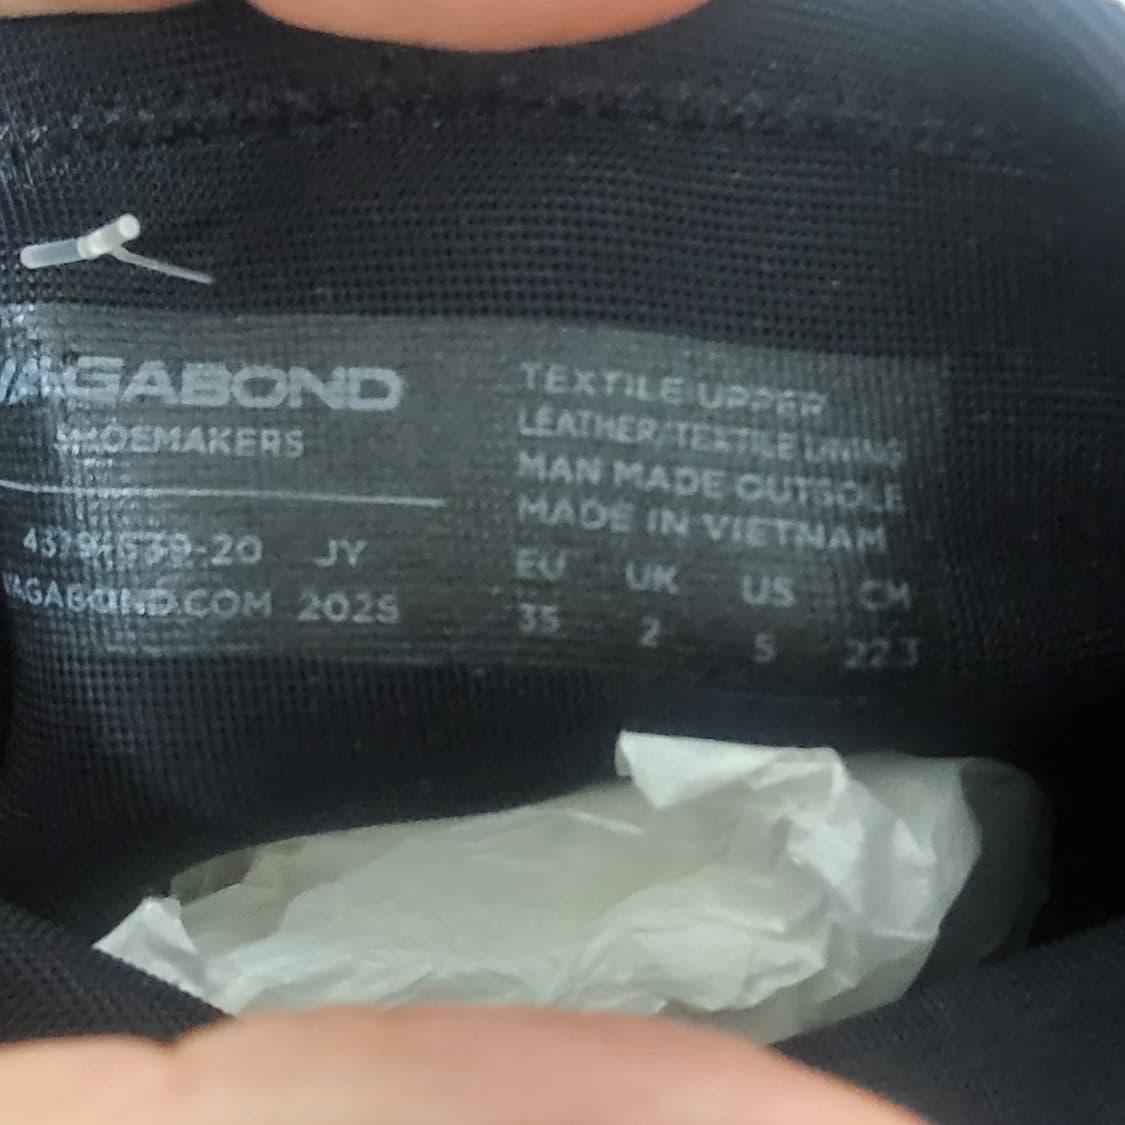 VAGABOND
SHOEMAKERS
4379-539-20 JY
VAGABOND.COM 2025
TEXTILE UPPER
LEATHER/TEXTILE LINING
MAN MADE OUTSOLE
MADE IN VIETNAM
EU UK US CM
35 2 5 22.3